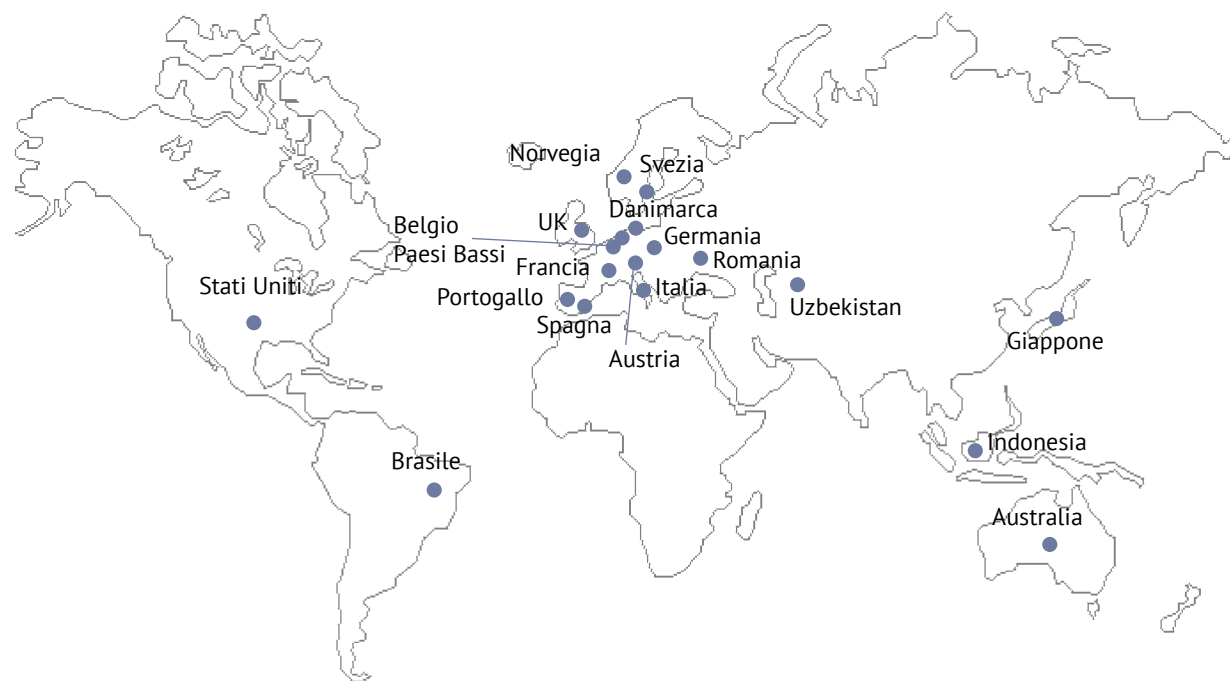 Norvegia
Svezia
Danimarca
UK
Belgio
Paesi Bassi
Germania
Francia
Romania
Stati Uniti
Portogallo
Italia
Uzbekistan
Spagna
Giappone
Austria
Indonesia
Brasile
Australia